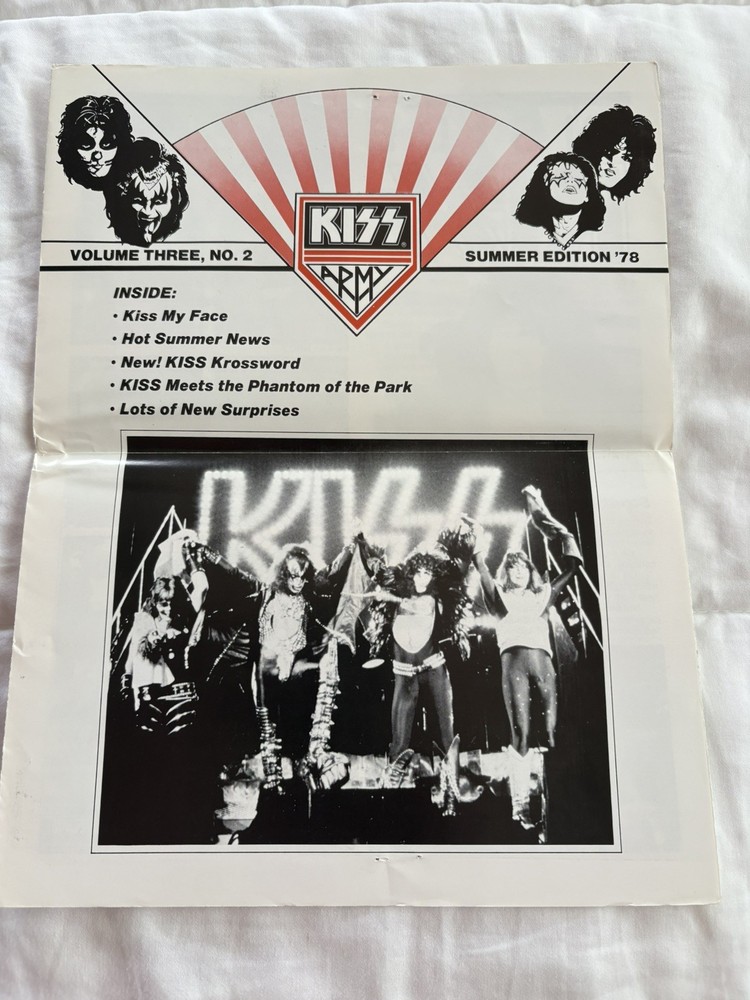 KISS
ARMY
VOLUME THREE, NO. 2
SUMMER EDITION '78
INSIDE:
• Kiss My Face
• Hot Summer News
• New! KISS Krossword
• KISS Meets the Phantom of the Park
• Lots of New Surprises
KISS